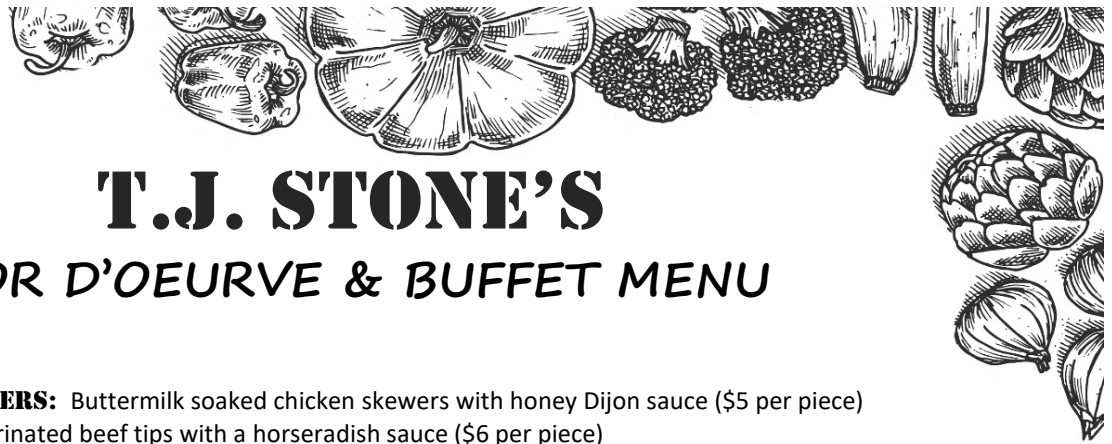 T.J. STONE’S
OR D’OEURVE & BUFFET MENU
ERS: Buttermilk soaked chicken skewers with honey Dijon sauce ($5 per piece)
rinated beef tips with a horseradish sauce ($6 per piece)